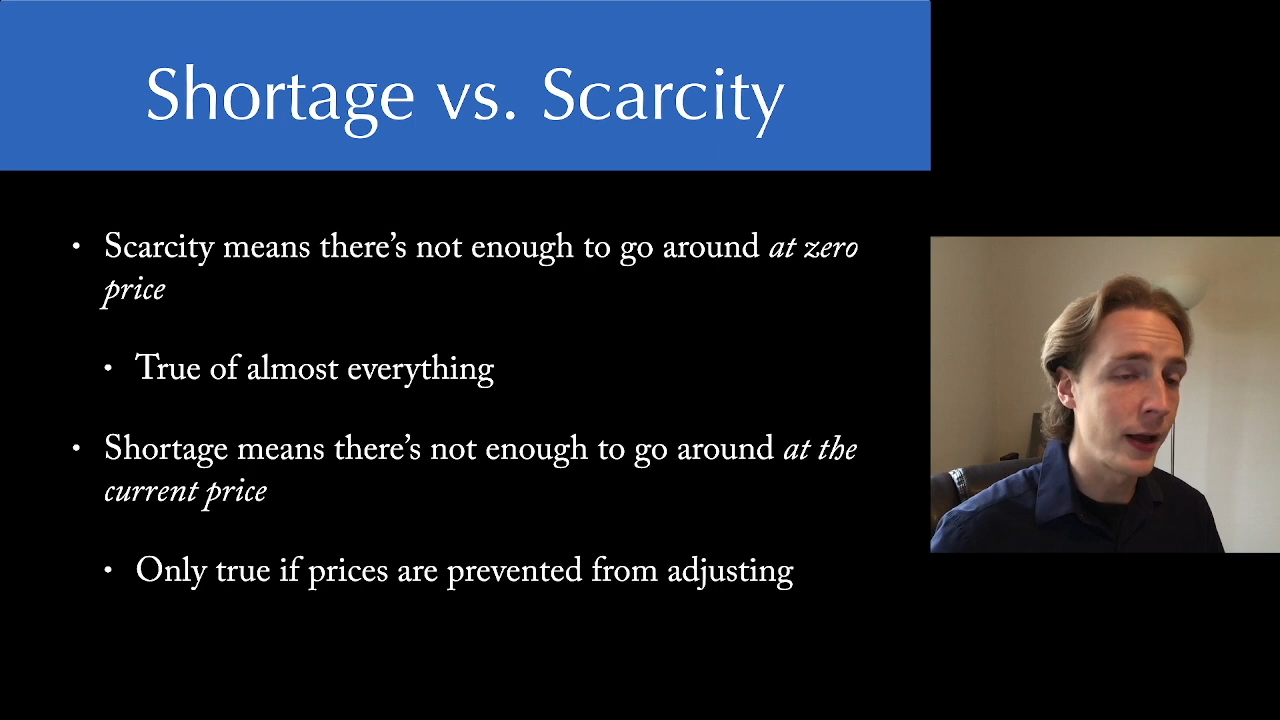 Shortage vs. Scarcity
• Scarcity means there’s not enough to go around at zero
price
• True of almost everything
• Shortage means there’s not enough to go around at the
current price
• Only true if prices are prevented from adjusting